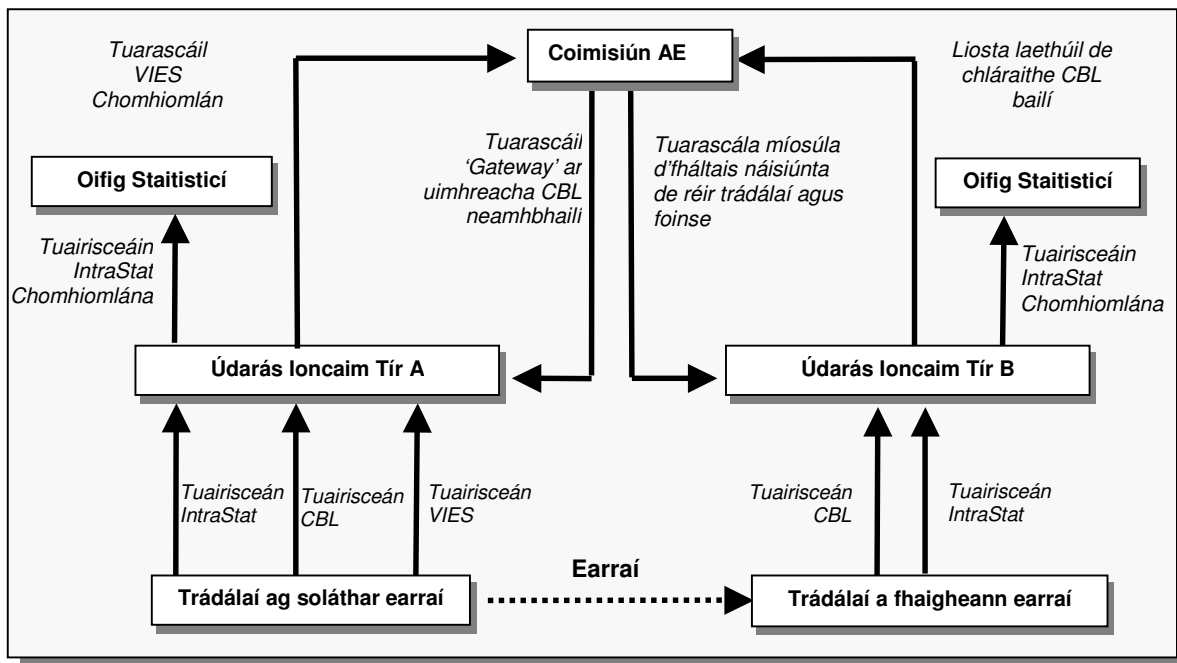 Tuarascáil
VIES
Chomhiomlán
Coimisiún AE
Liosta laethúil de
chláraithe CBL
bailí
Tuarascáil
‘Gateway’ ar
uimhreacha CBL
neamhbhailí
Tuarascála míosúla
d’fháltais náisiúnta
de réir trádálaí agus
foinse
Oifig Staitisticí
Oifig Staitisticí
Tuairisceáin
IntraStat
Chomhiomlána
Tuairisceáin
IntraStat
Chomhiomlána
Údarás Ioncaim Tír A
Údarás Ioncaim Tír B
Tuairisceán
IntraStat
Tuairisceán
CBL
Tuairisceán
VIES
Tuairisceán
CBL
Tuairisceán
IntraStat
Earraí
Trádálaí ag soláthar earraí
Trádálaí a fhaigheann earraí